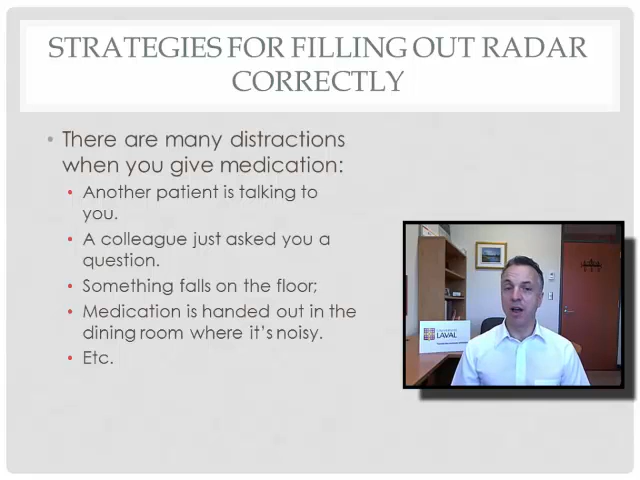 STRATEGIES FOR FILLING OUT RADAR
CORRECTLY
• There are many distractions
when you give medication:
• Another patient is talking to
you.
• A colleague just asked you a
question.
• Something falls on the floor;
• Medication is handed out in the
dining room where it's noisy.
• Etc.
LAVAL